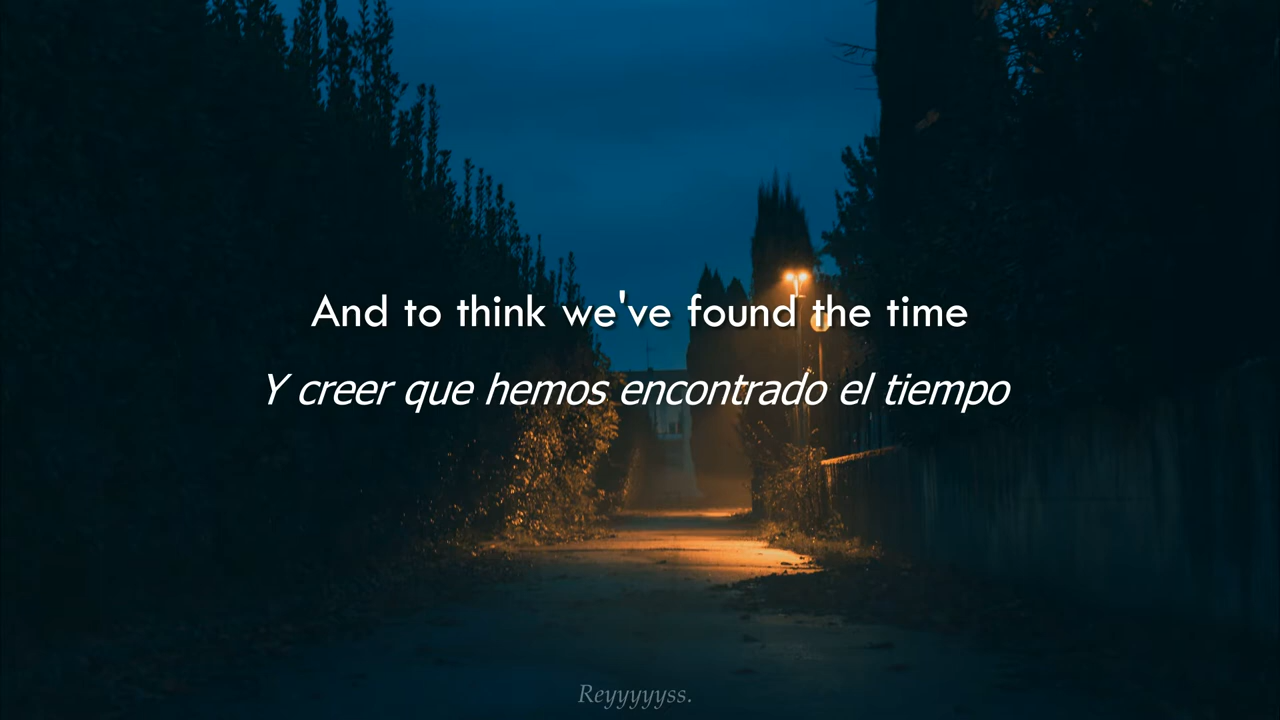 And to think we've found the time
Y creer que hemos encontrado el tiempo
Reyyyyyss.